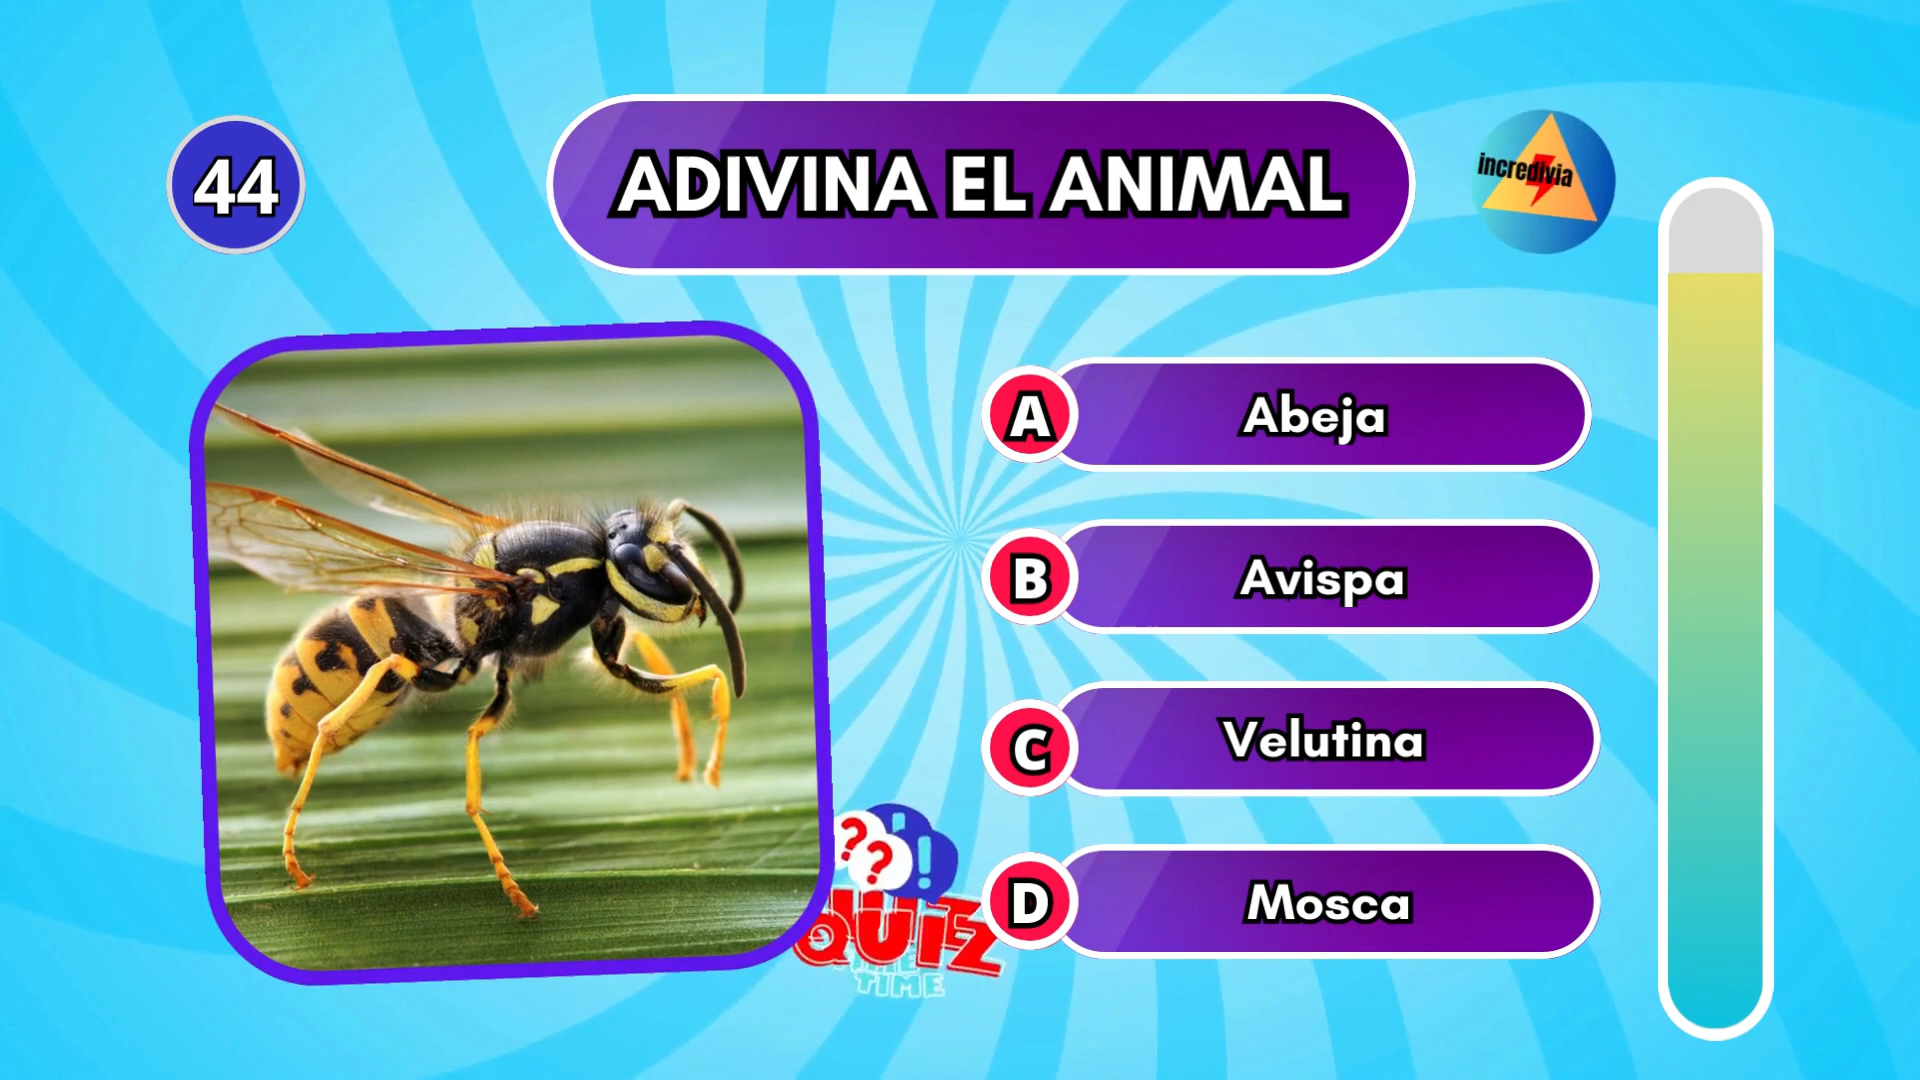 44
ADIVINA EL ANIMAL
incredivia
A Abeja
B Avispa
C Velutina
D Mosca
???!
QUIZ
TIME